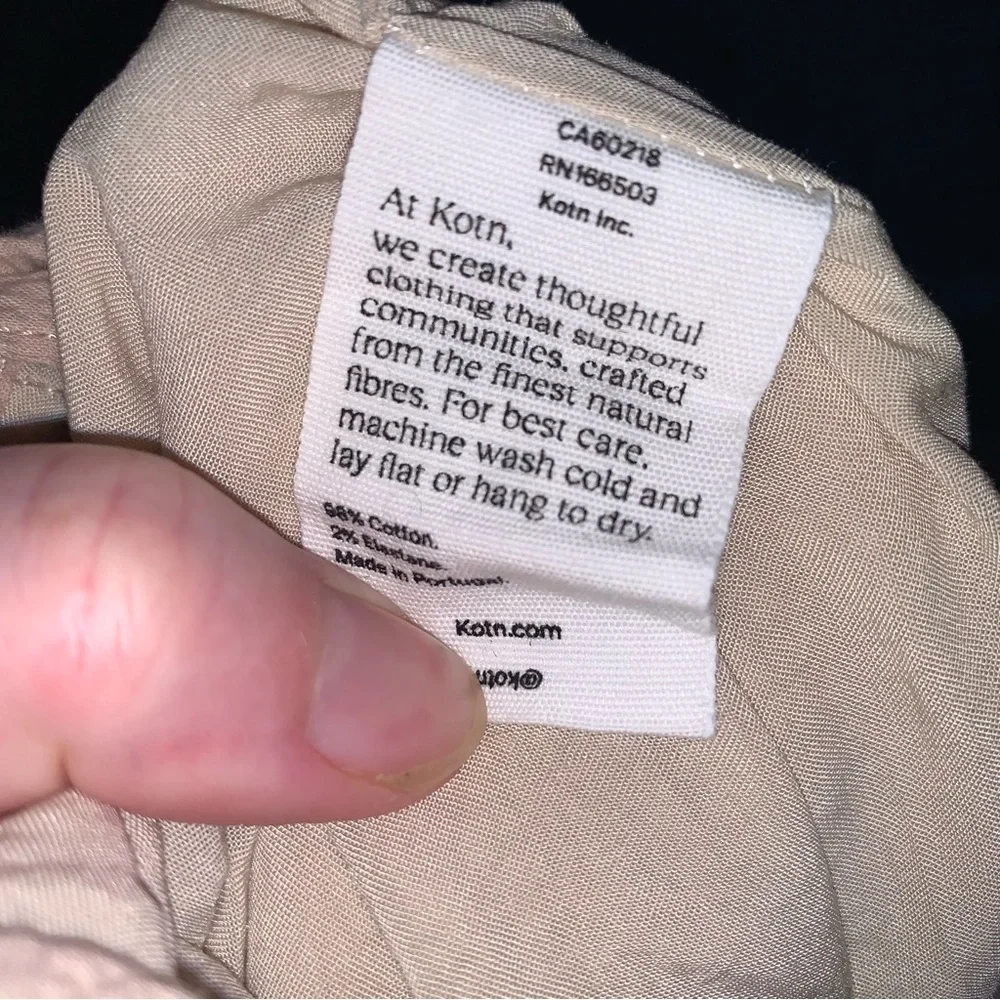 CA60218
RN166503
Kotn Inc.
At Kotn,
we create thoughtful
clothing that supports
communities, crafted
from the finest natural
fibres. For best care,
machine wash cold and
lay flat or hang to dry.
98% Cotton,
2% Elastane.
Made in Portugal.
Kotn.com
@kotn